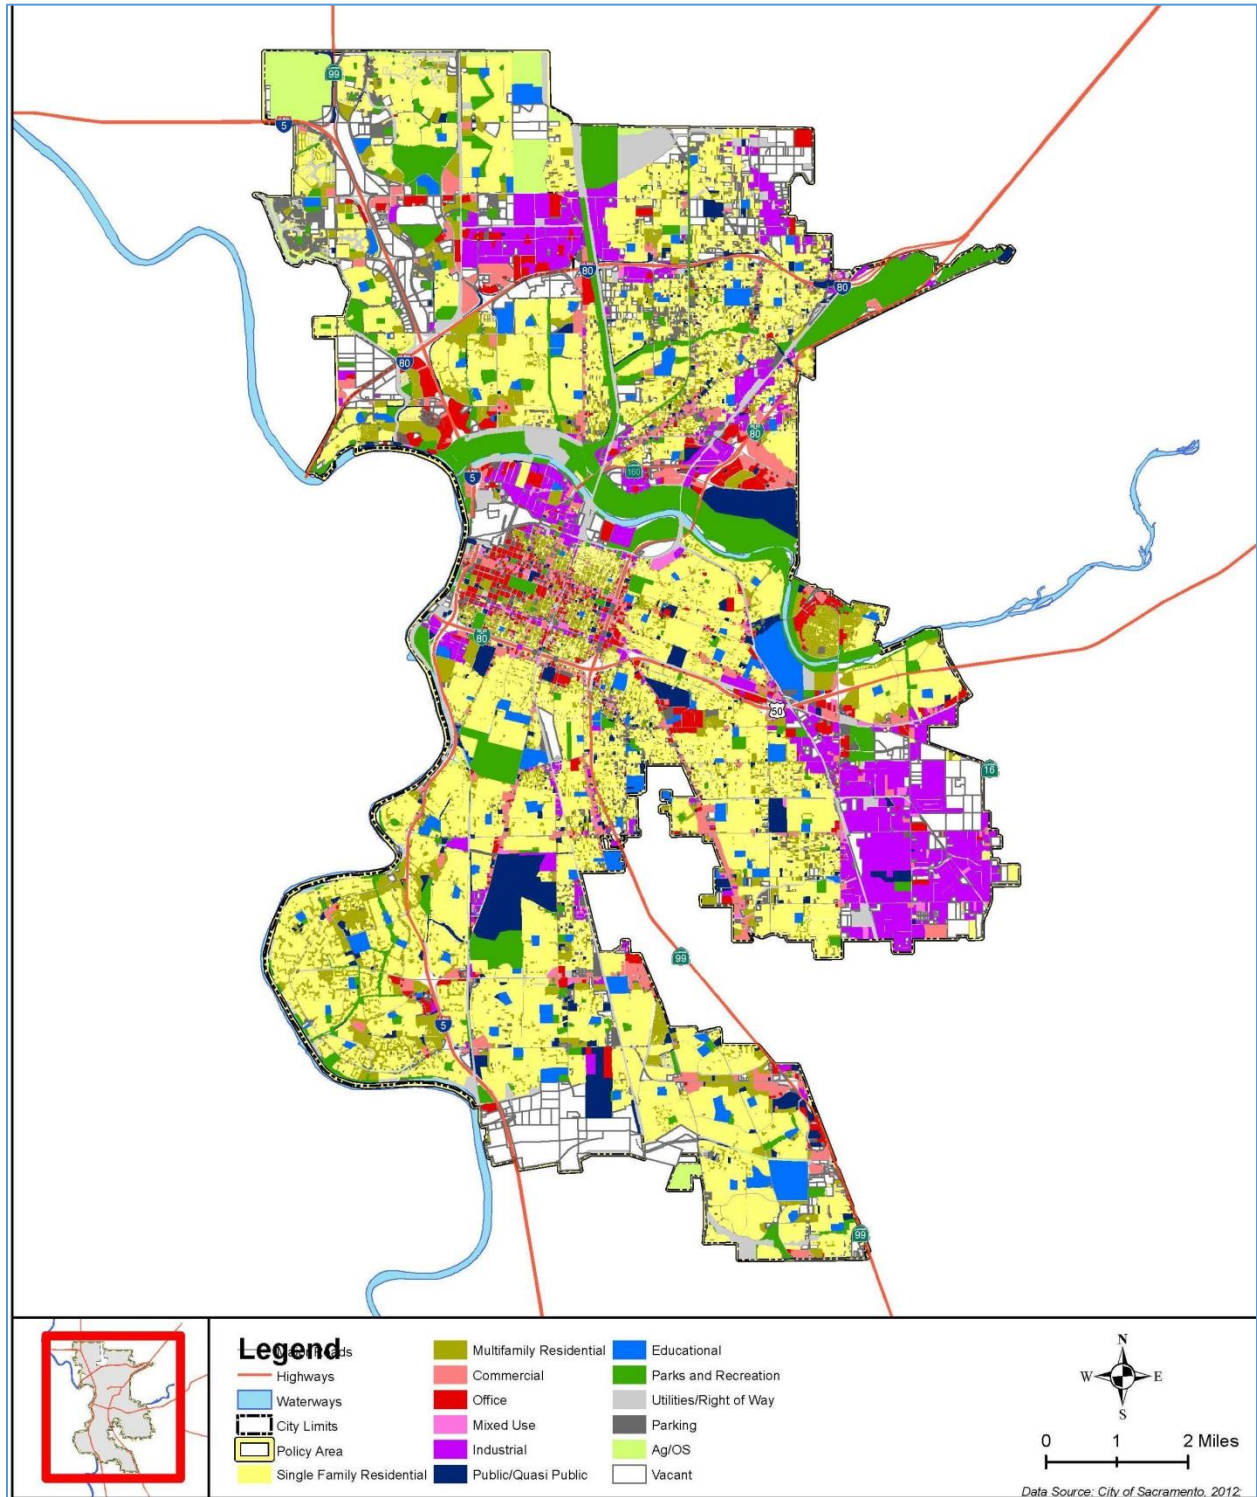 99
5
80
80
80
80
5
160
80
50
16
99
5
99
Legend
Major Roads
Highways
Waterways
City Limits
Policy Area
Single Family Residential
Multifamily Residential
Commercial
Office
Mixed Use
Industrial
Public/Quasi Public
Educational
Parks and Recreation
Utilities/Right of Way
Parking
Ag/OS
Vacant
N
W E
S
0 1 2 Miles
Data Source: City of Sacramento, 2012;